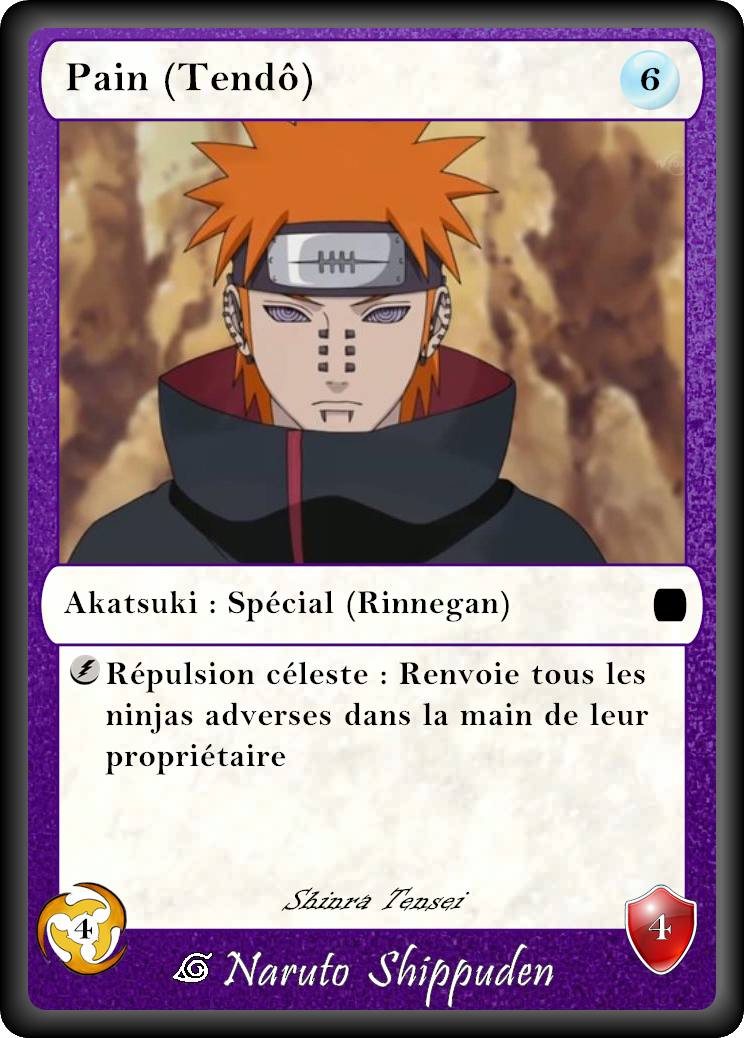 Pain (Tendô)
6
Akatsuki : Spécial (Rinnegan)
Répulsion céleste : Renvoie tous les
ninjas adverses dans la main de leur
propriétaire
Shinra Tensei
4
4
Naruto Shippuden